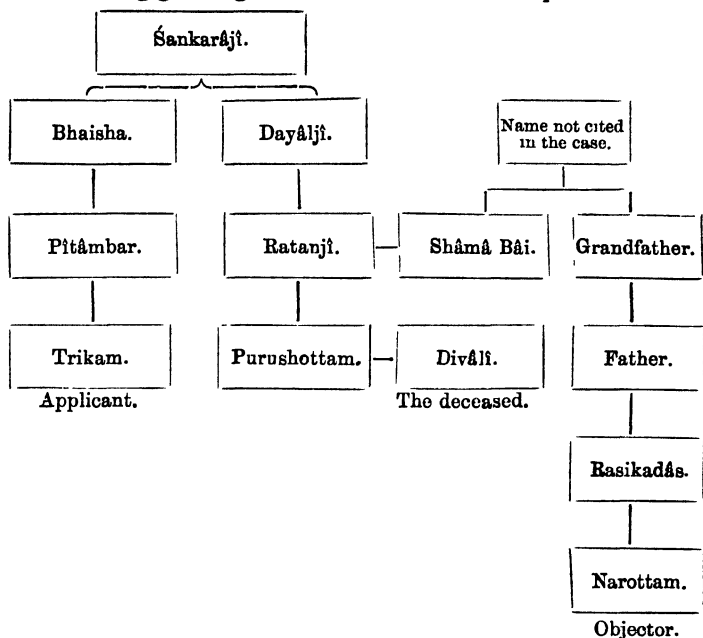 Śankarâjî.
Bhaisha.
Dayâljî.
Name not cited
in the case.
Pîtâmbar.
Ratanjî.
Shâmâ Bâi.
Grandfather.
Trikam.
Purushottam.
Divâlî.
Father.
Applicant.
The deceased.
Rasikadâs.
Narottam.
Objector.